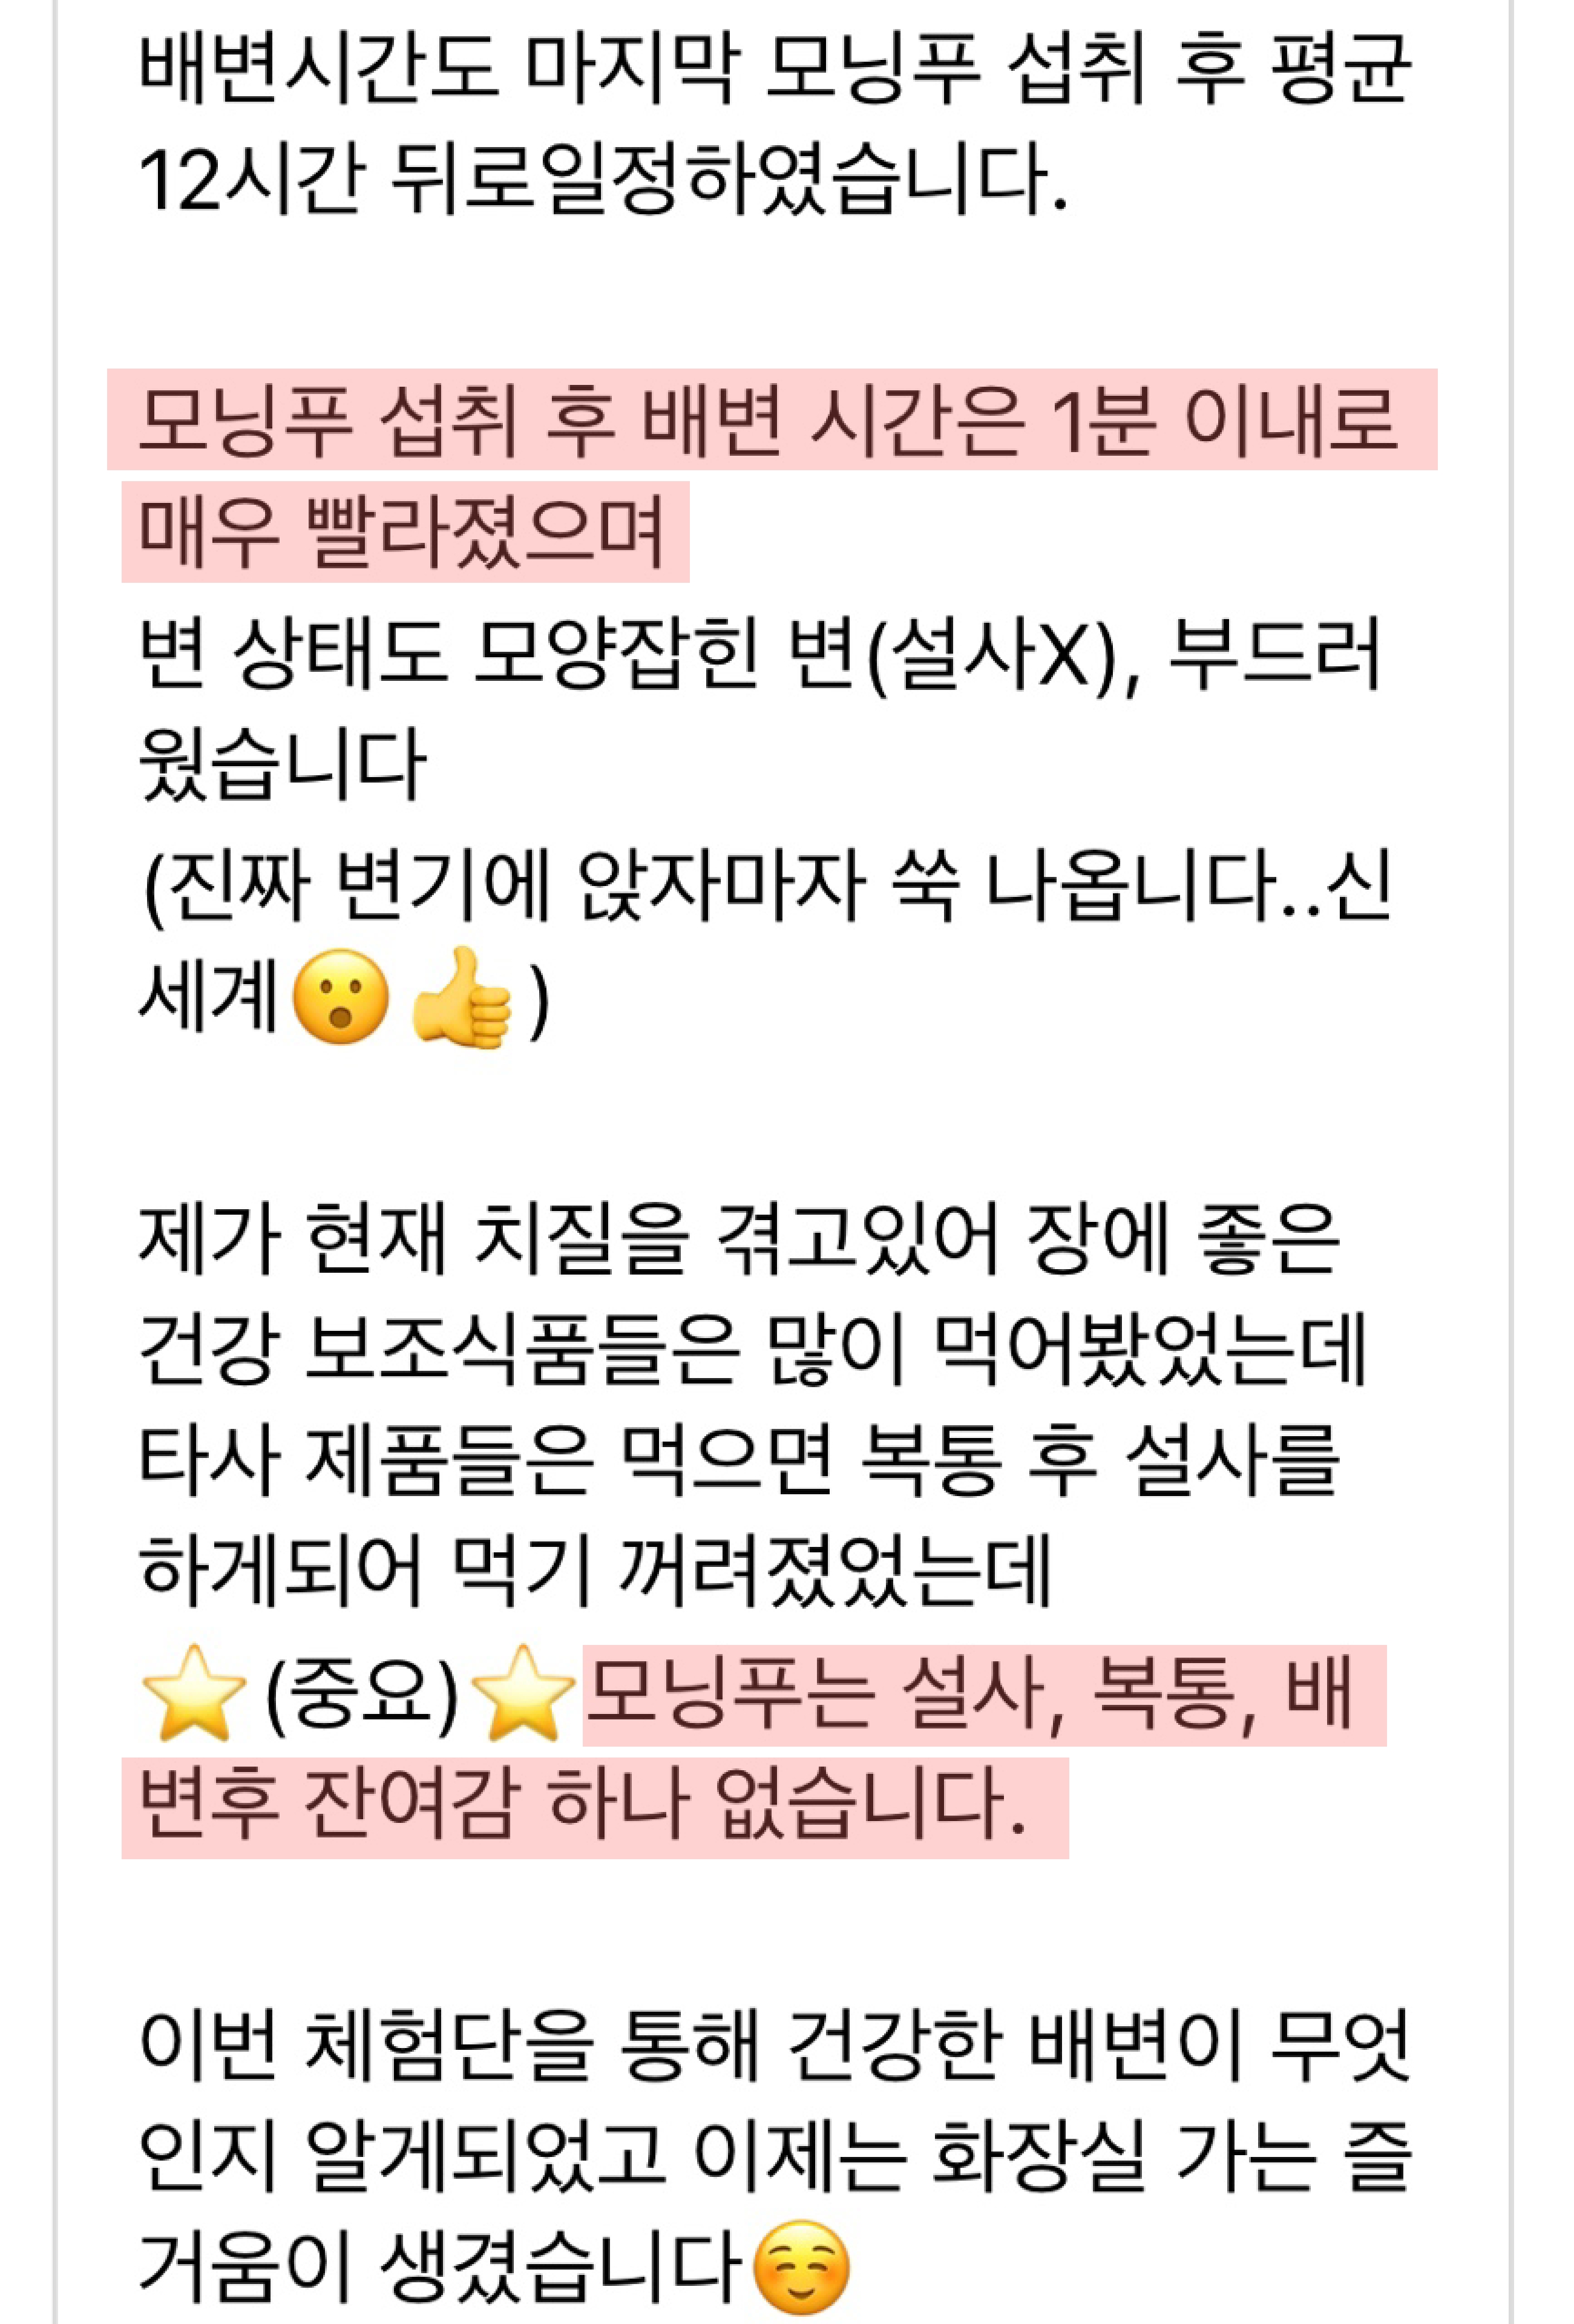 배변시간도 마지막 모닝푸 섭취 후 평균
12시간 뒤로일정하였습니다.
모닝푸 섭취 후 배변 시간은 1분 이내로
매우 빨라졌으며
변 상태도 모양잡힌 변(설사X), 부드러
웠습니다
(진짜 변기에 앉자마자 쑥 나옵니다..신
세계😮👍)
제가 현재 치질을 겪고있어 장에 좋은
건강 보조식품들은 많이 먹어봤었는데
타사 제품들은 먹으면 복통 후 설사를
하게되어 먹기 꺼려졌었는데
⭐(중요)⭐모닝푸는 설사, 복통, 배
변후 잔여감 하나 없습니다.
이번 체험단을 통해 건강한 배변이 무엇
인지 알게되었고 이제는 화장실 가는 즐
거움이 생겼습니다☺️